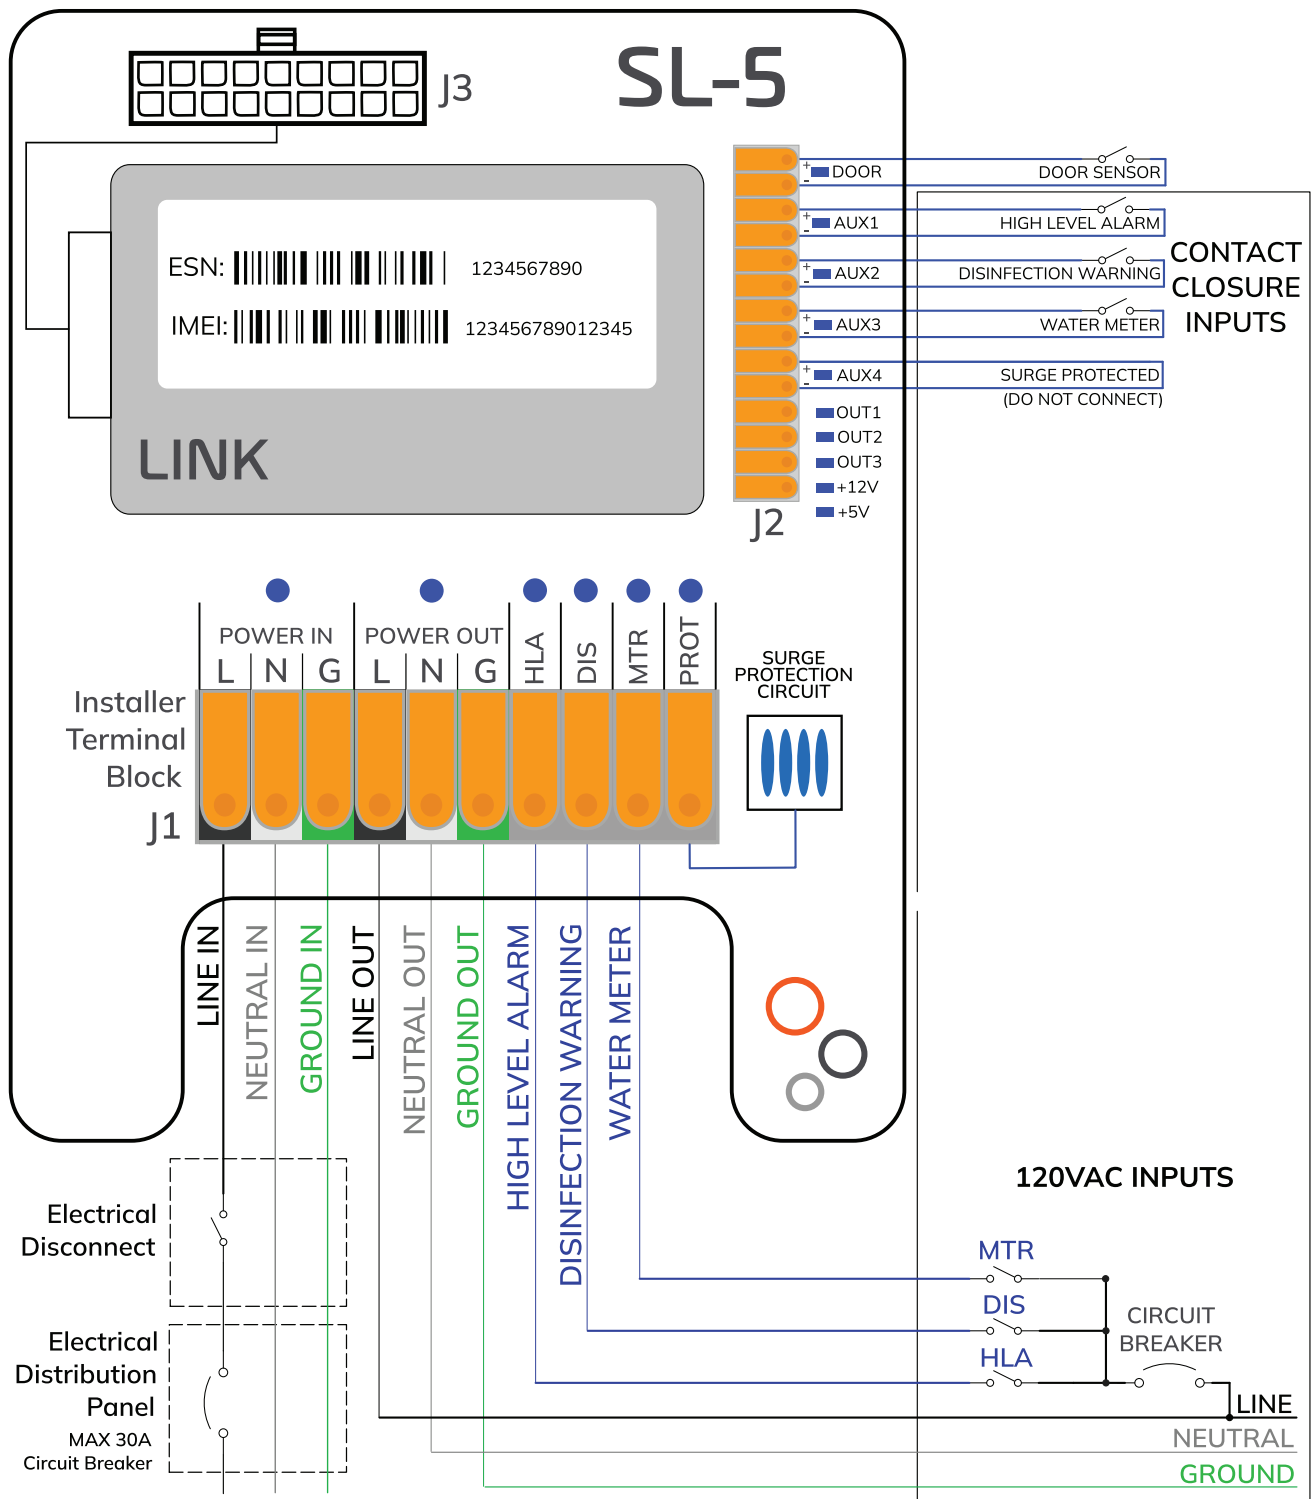 J3
SL-5
ESN: 1234567890
IMEI: 123456789012345
LINK
+
-
DOOR
DOOR SENSOR
+
-
AUX1
HIGH LEVEL ALARM
+
-
AUX2
DISINFECTION WARNING
+
-
AUX3
WATER METER
+
-
AUX4
SURGE PROTECTED
(DO NOT CONNECT)
OUT1
OUT2
OUT3
+12V
+5V
J2
CONTACT
CLOSURE
INPUTS
POWER IN
POWER OUT
L N G L N G
HLA
DIS
MTR
PROT
SURGE
PROTECTION
CIRCUIT
Installer
Terminal
Block
J1
LINE IN
NEUTRAL IN
GROUND IN
LINE OUT
NEUTRAL OUT
GROUND OUT
HIGH LEVEL ALARM
DISINFECTION WARNING
WATER METER
Electrical
Disconnect
Electrical
Distribution
Panel
MAX 30A
Circuit Breaker
120VAC INPUTS
MTR
DIS
HLA
CIRCUIT
BREAKER
LINE
NEUTRAL
GROUND